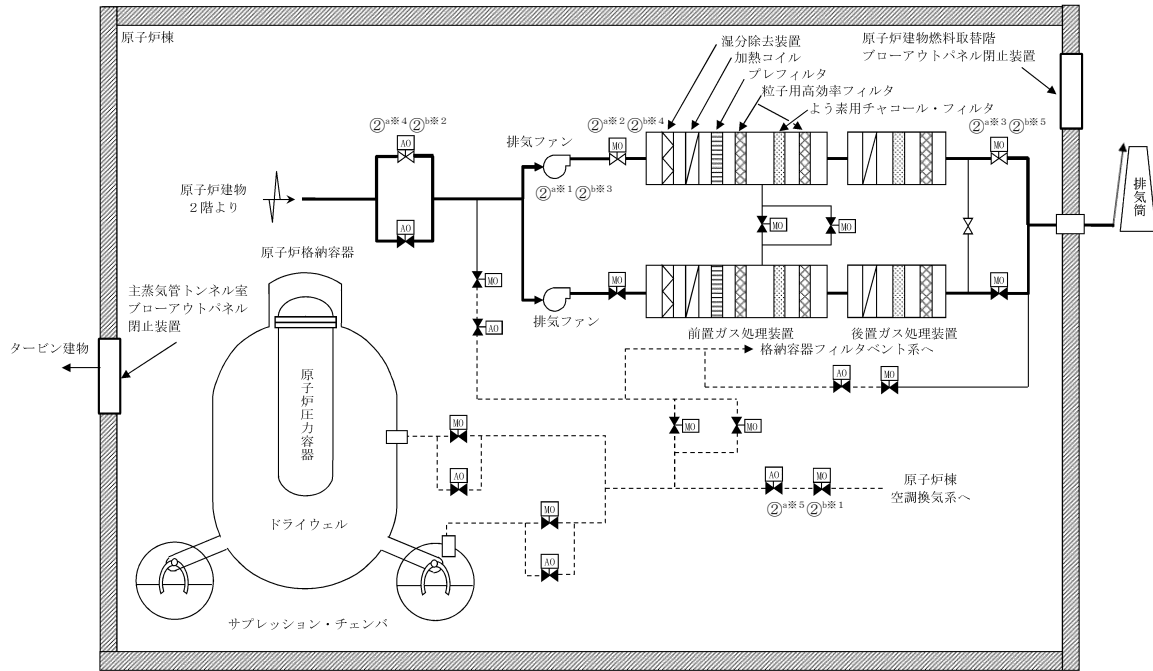 原子炉棟
湿分除去装置
加熱コイル
プレフィルタ
粒子用高効率フィルタ
よう素用チャコール・フィルタ
原子炉建物燃料取替階
ブローアウトパネル閉止装置
②a※4 ②b※2
AO
排気ファン
②a※2 ②b※4
MO
②a※3 ②b※5
MO
②a※1 ②b※3
原子炉建物
2階より
AO
MO
MO
排気筒
原子炉格納容器
MO
MO
MO
主蒸気管トンネル室
ブローアウトパネル
閉止装置
排気ファン
AO
前置ガス処理装置
後置ガス処理装置
格納容器フィルタベント系へ
タービン建物
AO
MO
原子炉圧力容器
MO
MO
MO
AO
AO
MO
原子炉棟
空調換気系へ
②a※5 ②b※1
MO
ドライウェル
AO
サプレッション・チェンバ